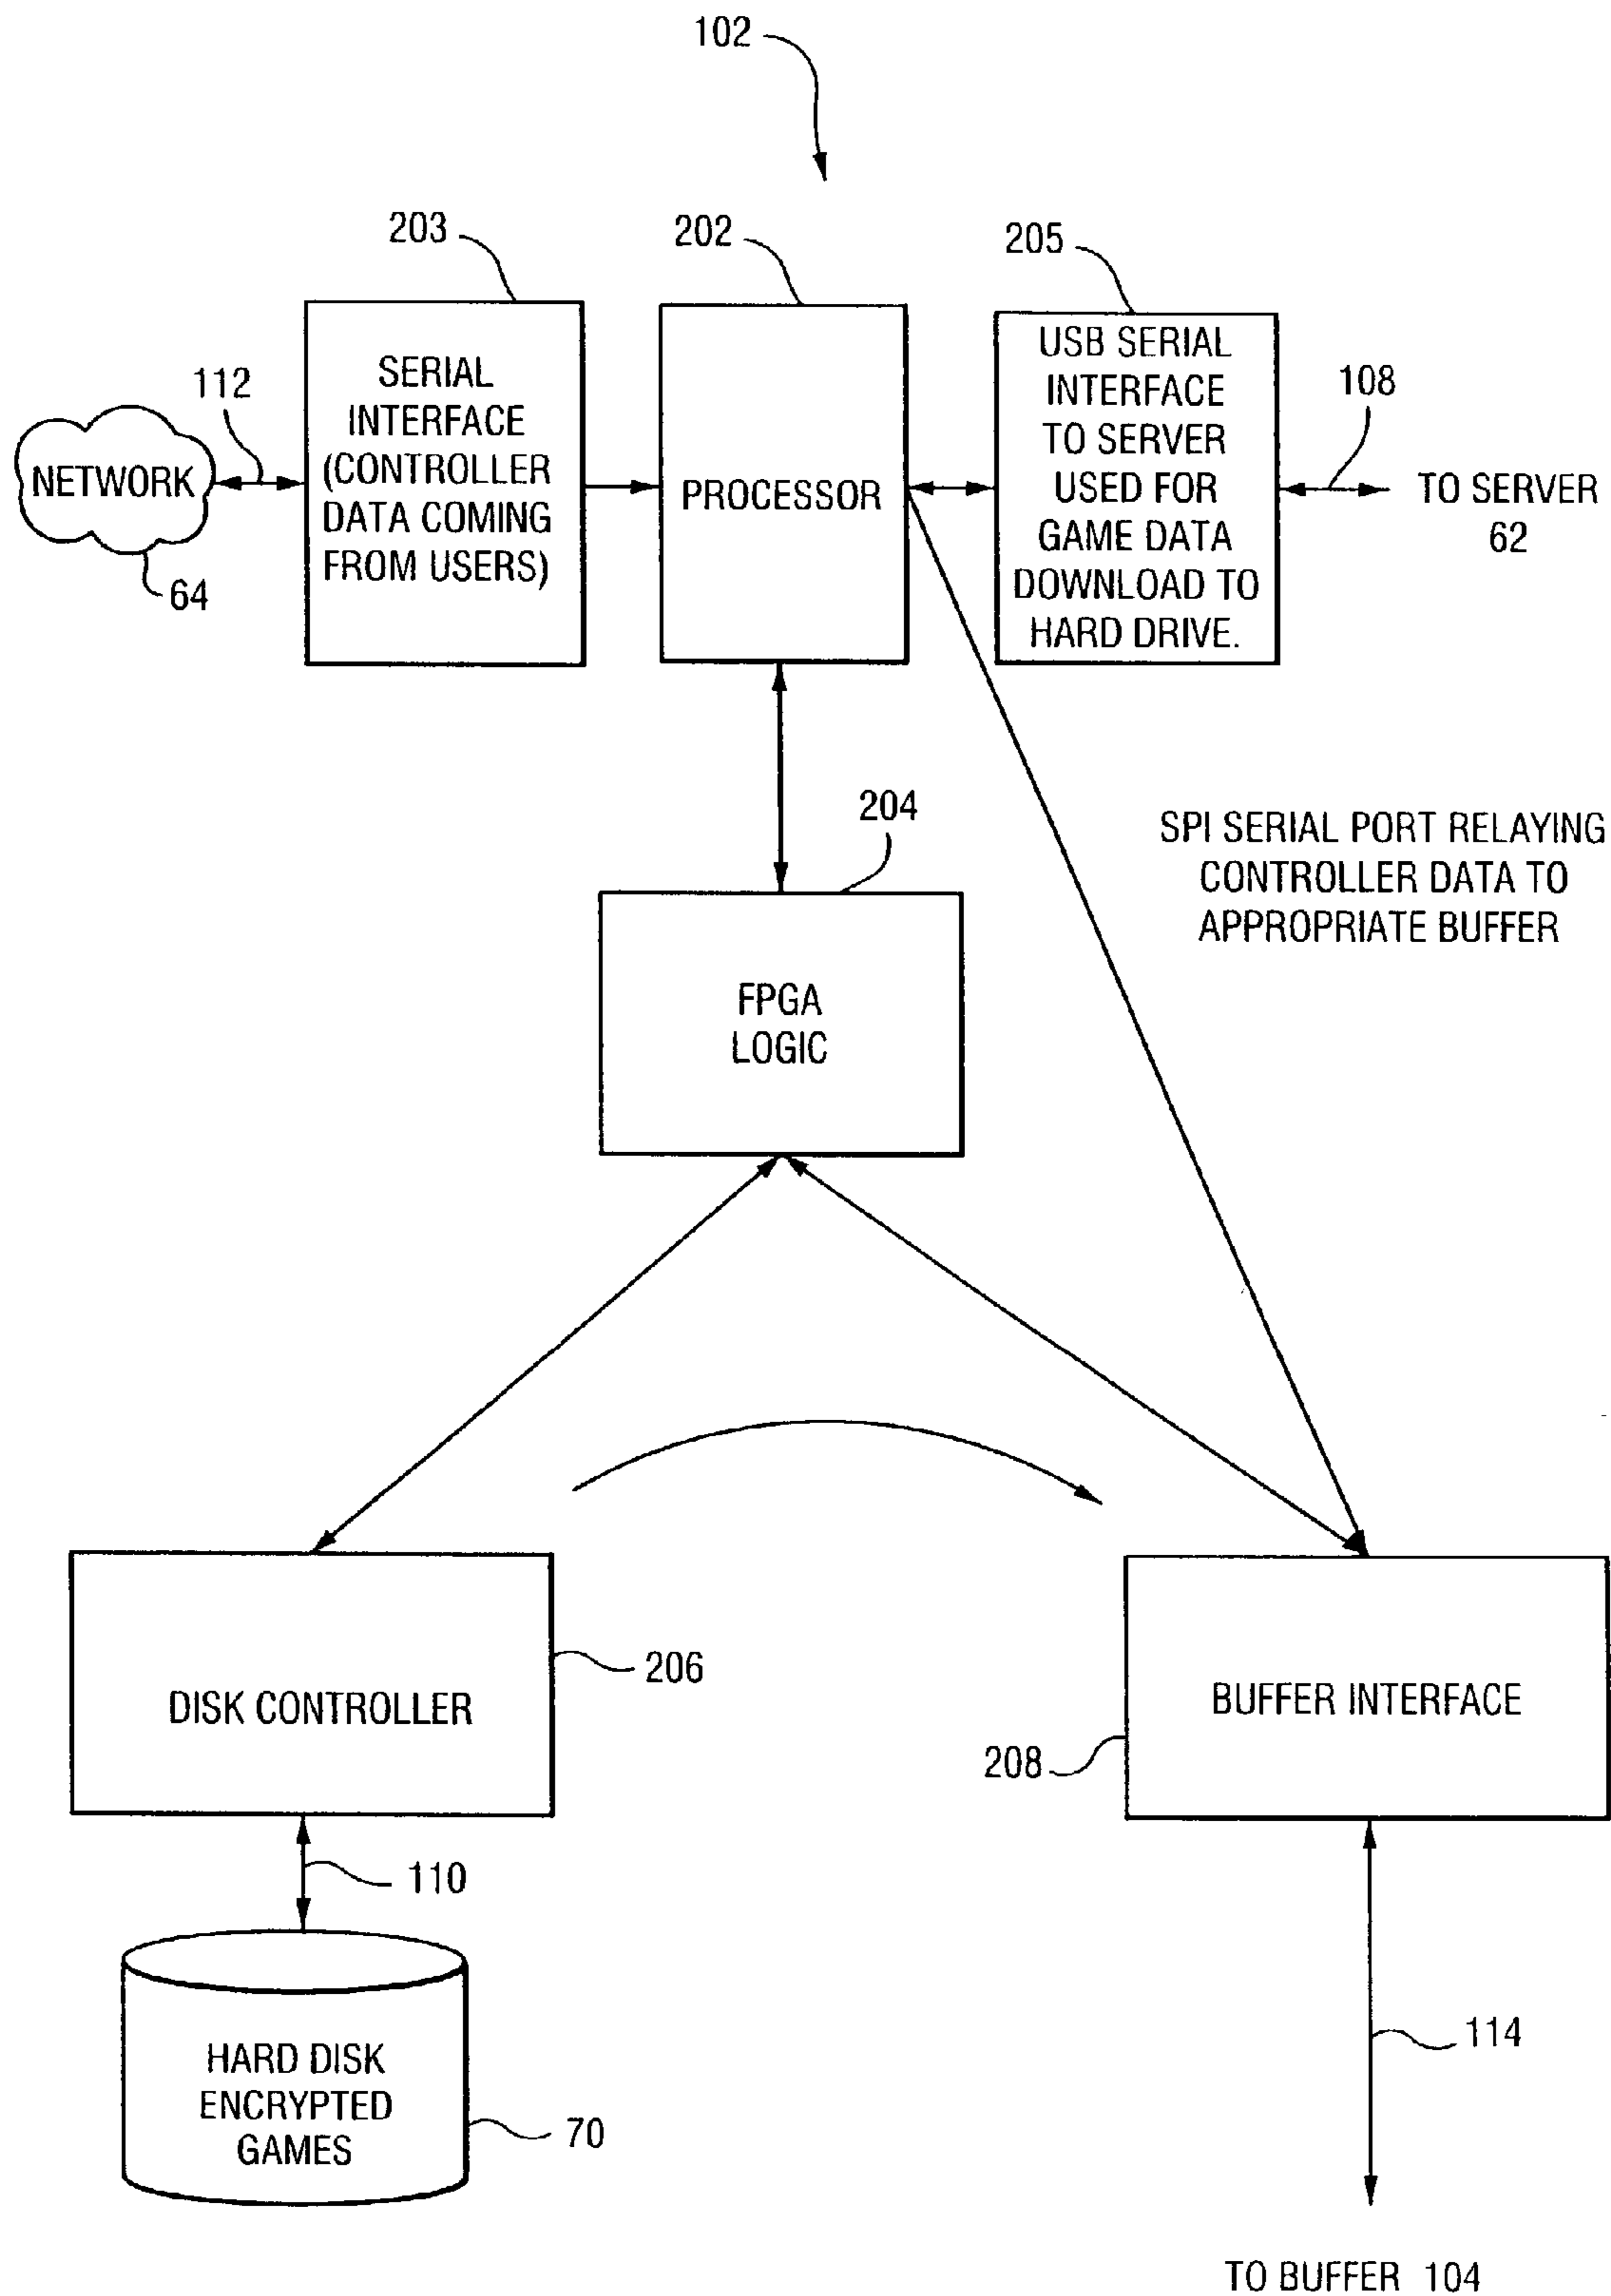 102
203
202
205
112
SERIAL
INTERFACE
(CONTROLLER
DATA COMING
FROM USERS)
NETWORK
64
PROCESSOR
USB SERIAL
INTERFACE
TO SERVER
USED FOR
GAME DATA
DOWNLOAD TO
HARD DRIVE.
108
TO SERVER
62
204
SPI SERIAL PORT RELAYING
CONTROLLER DATA TO
APPROPRIATE BUFFER
FPGA
LOGIC
DISK CONTROLLER
206
BUFFER INTERFACE
208
110
HARD DISK
ENCRYPTED
GAMES
70
114
TO BUFFER 104